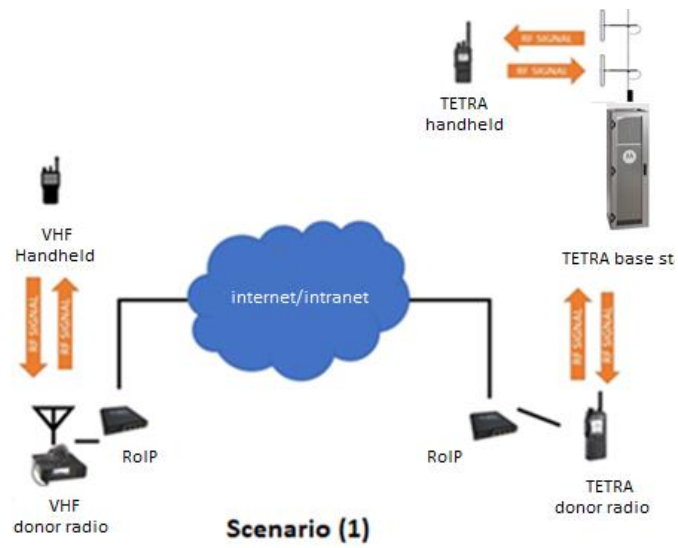 RF SIGNAL
RF SIGNAL
TETRA
handheld
VHF
Handheld
TETRA base st
RF SIGNAL
RF SIGNAL
internet/intranet
RF SIGNAL
RF SIGNAL
RoIP
RoIP
VHF
donor radio
TETRA
donor radio
Scenario (1)